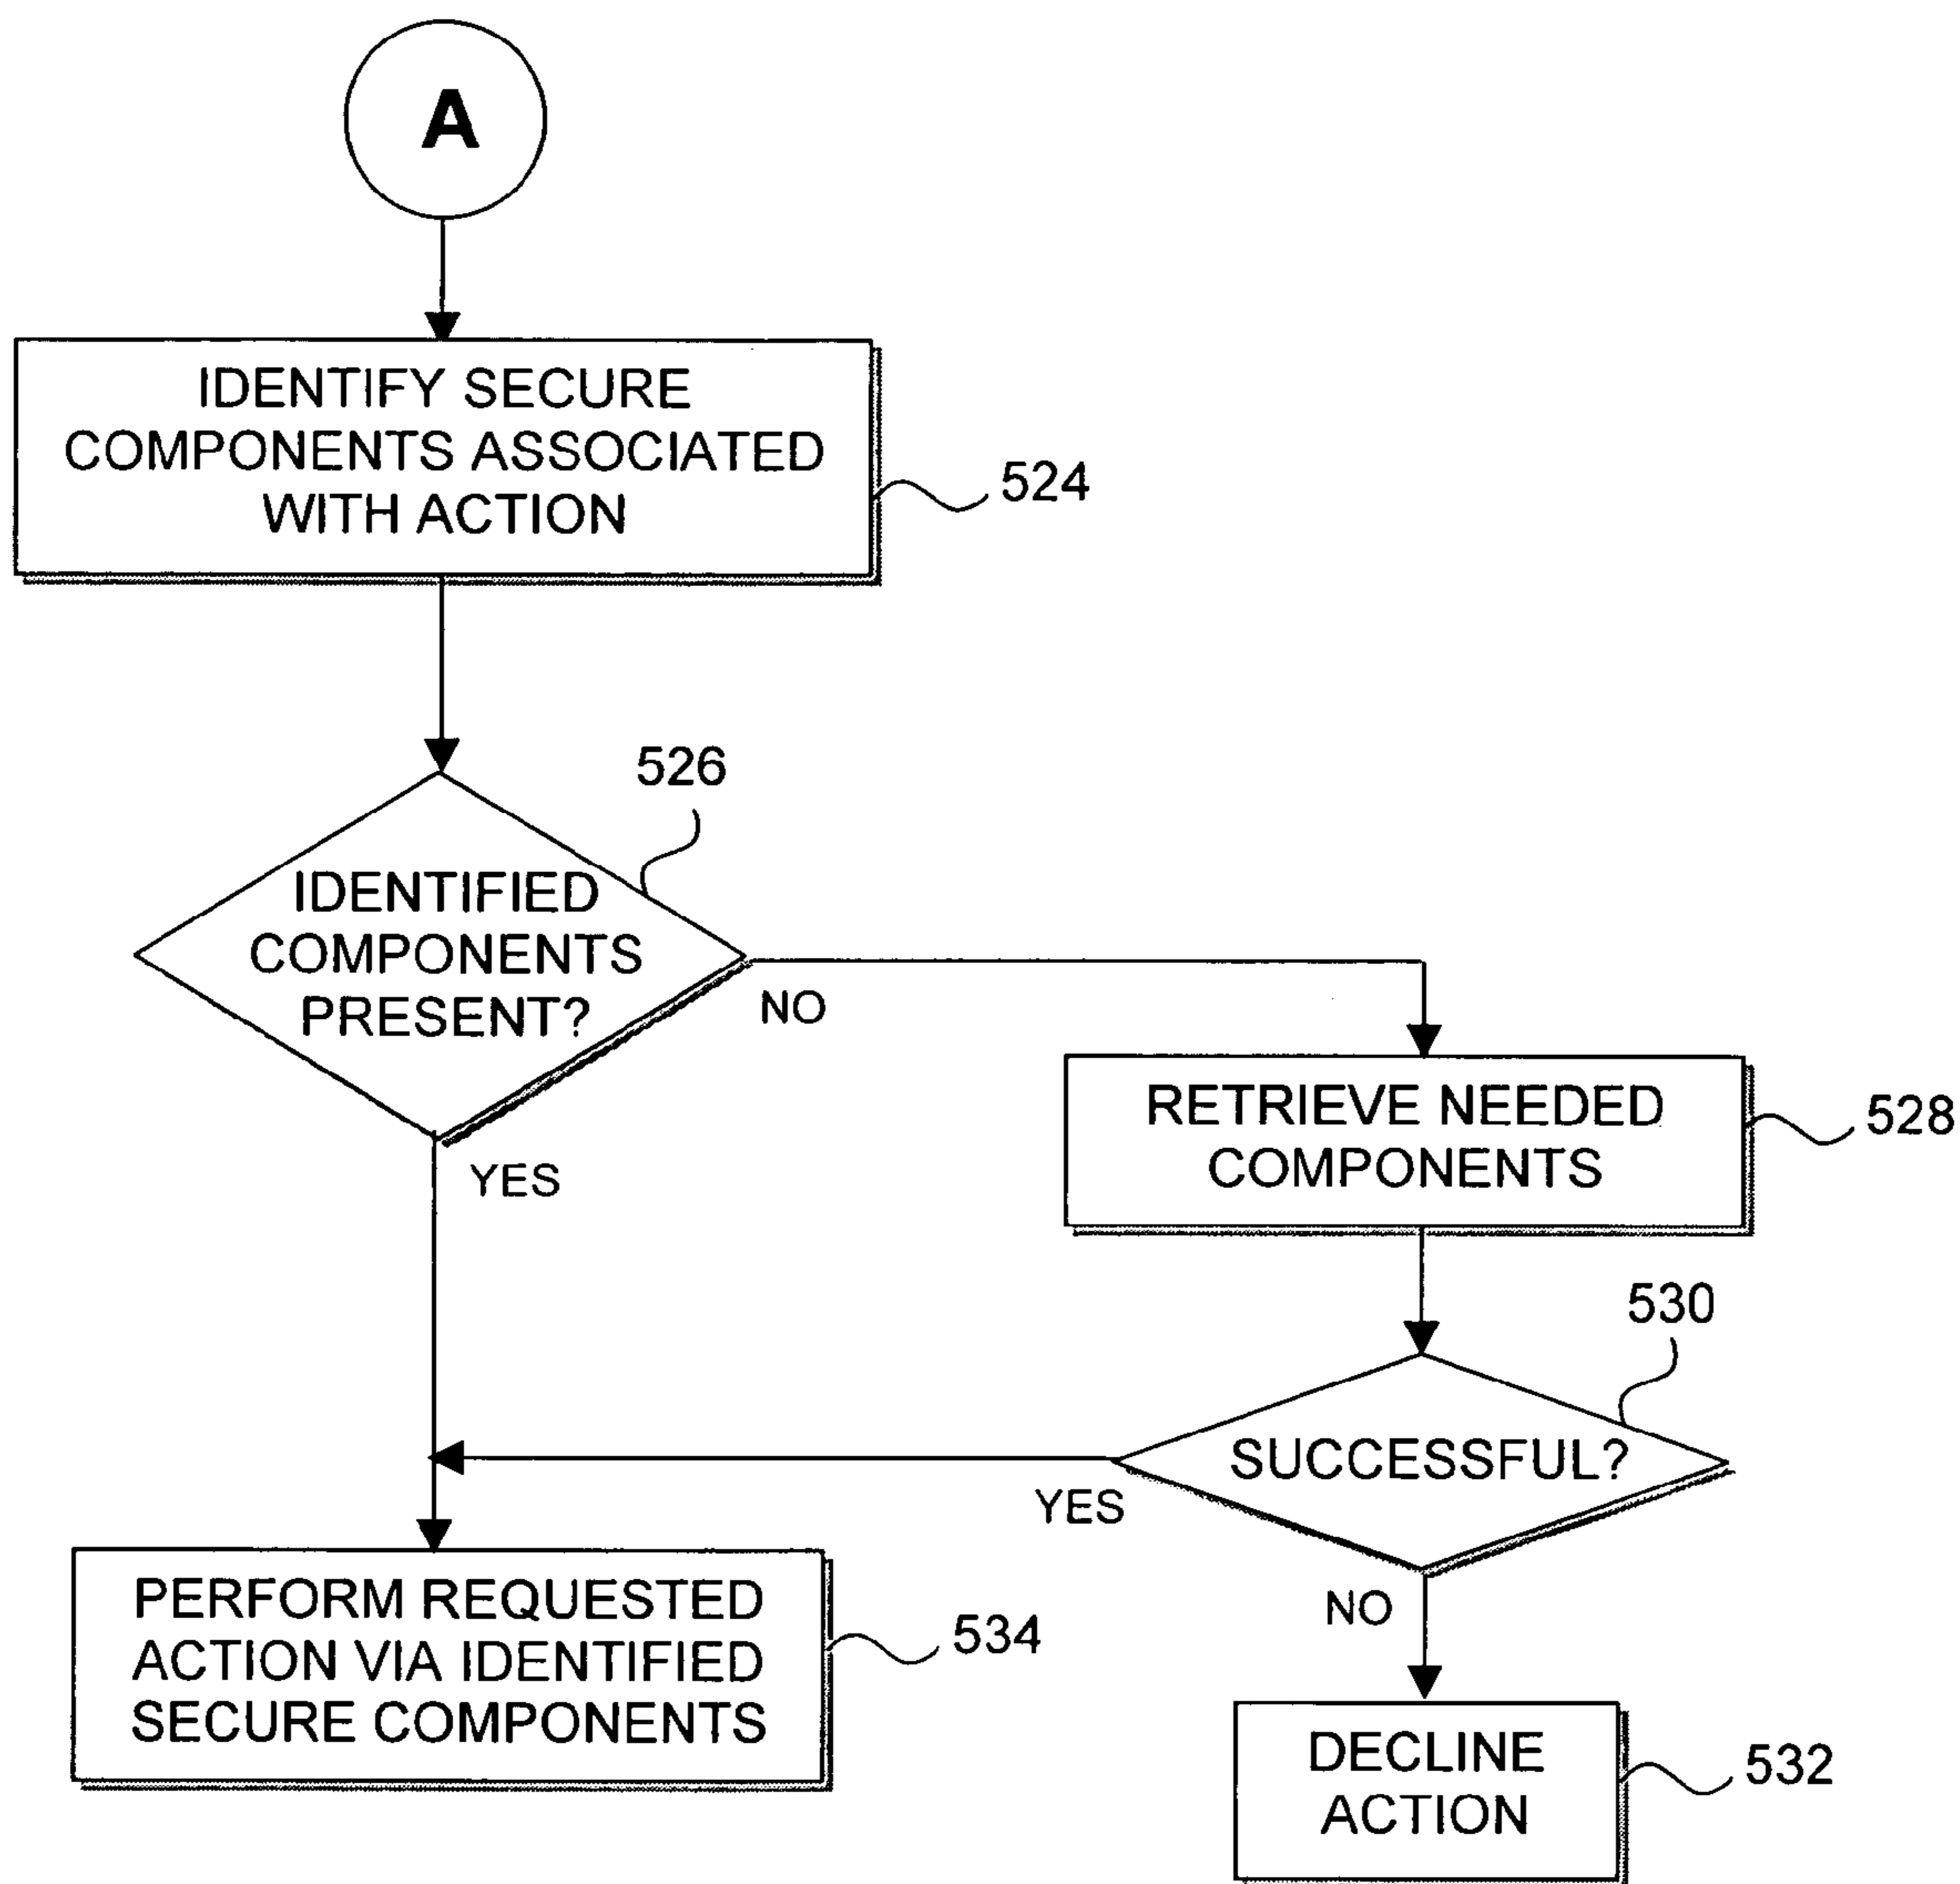 A
IDENTIFY SECURE
COMPONENTS ASSOCIATED
WITH ACTION
524
526
IDENTIFIED
COMPONENTS
PRESENT?
NO
YES
RETRIEVE NEEDED
COMPONENTS
528
530
SUCCESSFUL?
YES
NO
PERFORM REQUESTED
ACTION VIA IDENTIFIED
SECURE COMPONENTS
534
DECLINE
ACTION
532